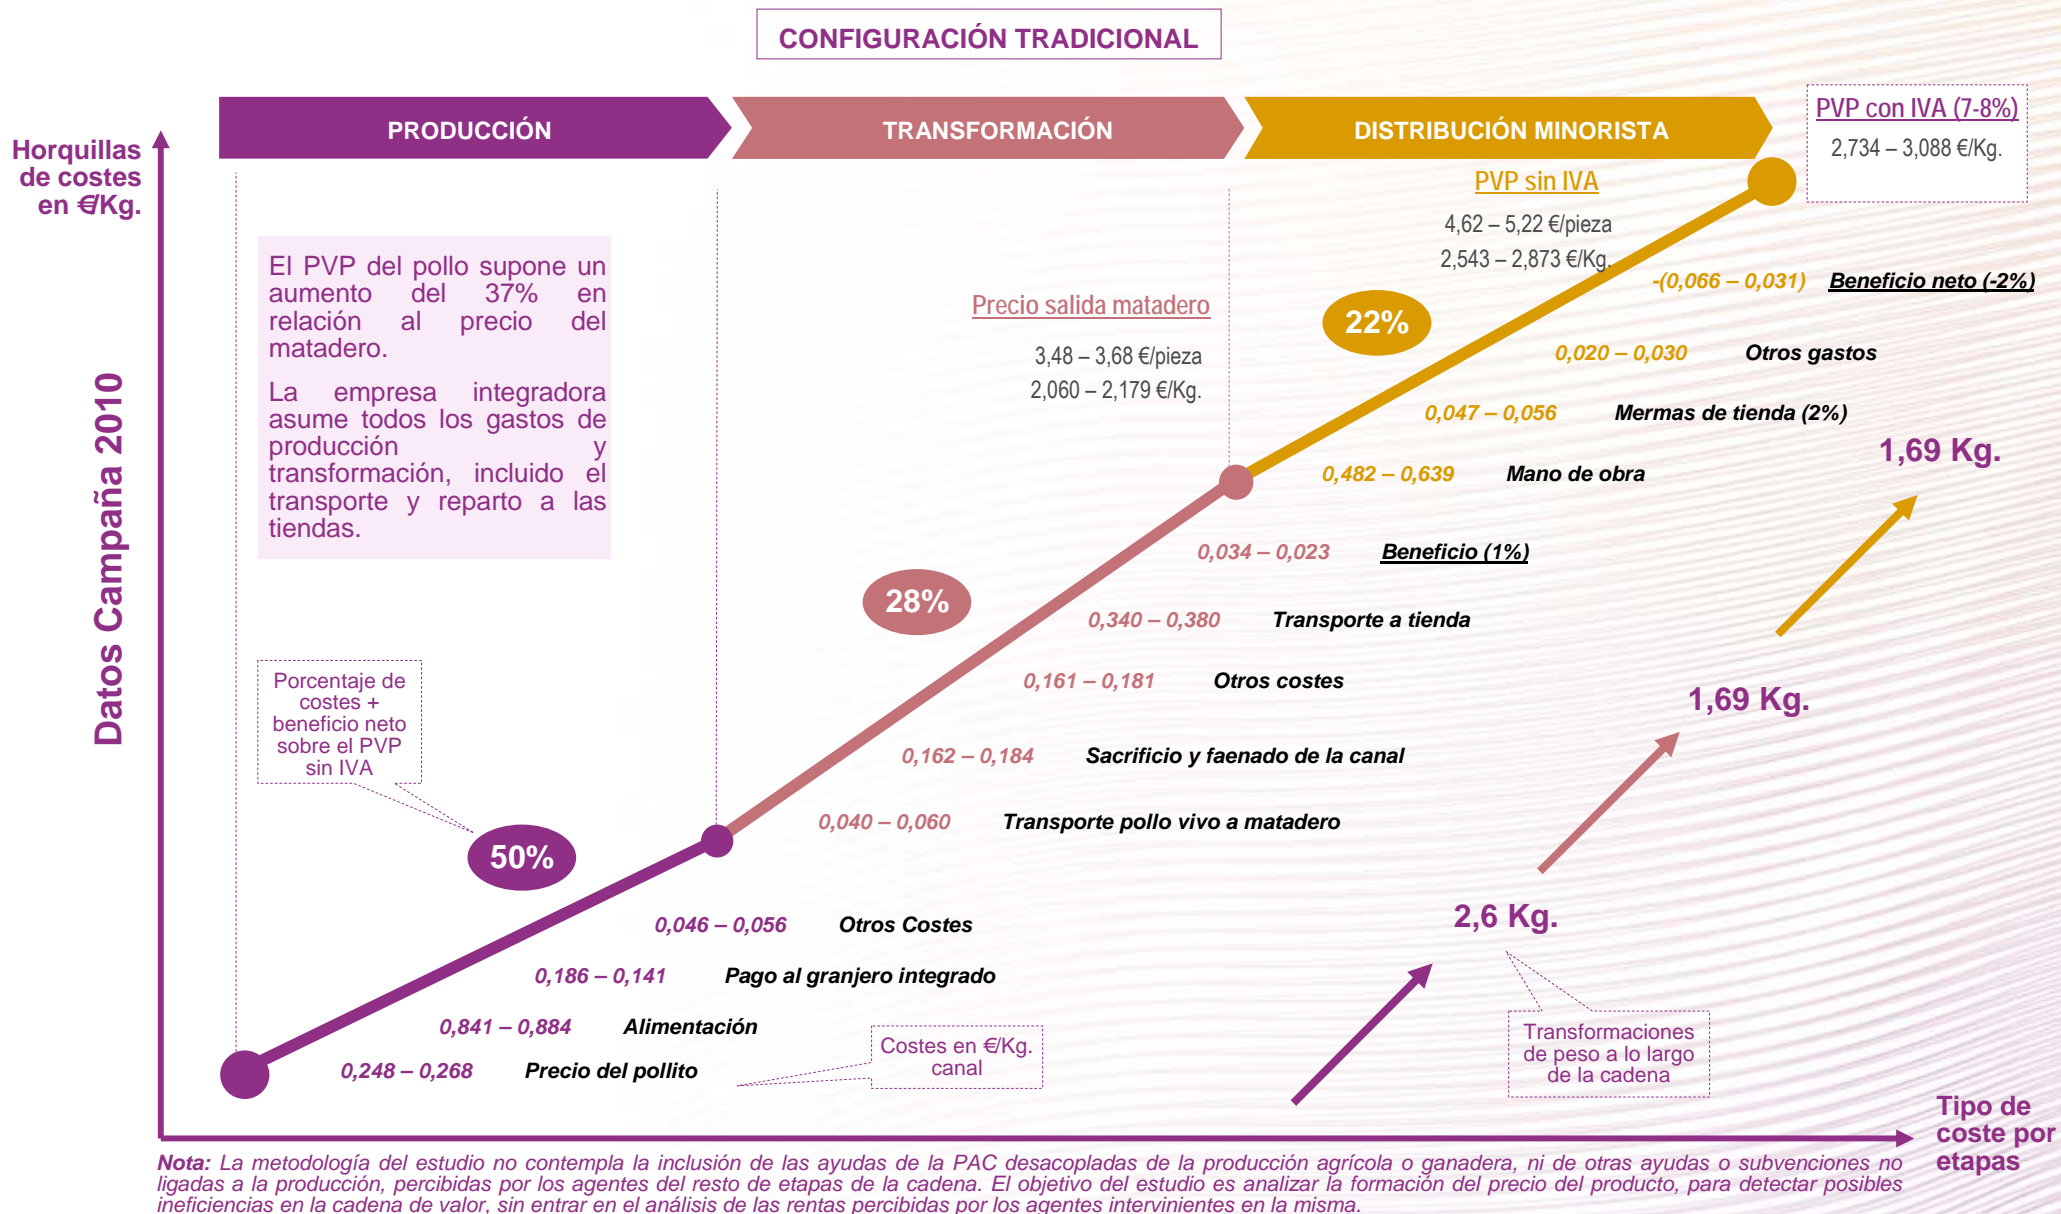 CONFIGURACIÓN TRADICIONAL
PRODUCCIÓN
TRANSFORMACIÓN
DISTRIBUCIÓN MINORISTA
PVP con IVA (7-8%)
2,734 – 3,088 €/Kg.
Horquillas
de costes
en €/Kg.
Datos Campaña 2010
El PVP del pollo supone un
aumento del 37% en
relación al precio del
matadero.
La empresa integradora
asume todos los gastos de
producción y
transformación, incluido el
transporte y reparto a las
tiendas.
PVP sin IVA
4,62 – 5,22 €/pieza
2,543 – 2,873 €/Kg.
-(0,066 – 0,031) Beneficio neto (-2%)
Precio salida matadero
3,48 – 3,68 €/pieza
2,060 – 2,179 €/Kg.
22%
0,020 – 0,030 Otros gastos
0,047 – 0,056 Mermas de tienda (2%)
0,482 – 0,639 Mano de obra
1,69 Kg.
0,034 – 0,023 Beneficio (1%)
28%
0,340 – 0,380 Transporte a tienda
0,161 – 0,181 Otros costes
1,69 Kg.
0,162 – 0,184 Sacrificio y faenado de la canal
0,040 – 0,060 Transporte pollo vivo a matadero
Porcentaje de
costes +
beneficio neto
sobre el PVP
sin IVA
50%
0,046 – 0,056 Otros Costes
0,186 – 0,141 Pago al granjero integrado
0,841 – 0,884 Alimentación
0,248 – 0,268 Precio del pollito
Costes en €/Kg.
canal
2,6 Kg.
Transformaciones
de peso a lo largo
de la cadena
Tipo de
coste por
etapas
Nota: La metodología del estudio no contempla la inclusión de las ayudas de la PAC desacopladas de la producción agrícola o ganadera, ni de otras ayudas o subvenciones no
ligadas a la producción, percibidas por los agentes del resto de etapas de la cadena. El objetivo del estudio es analizar la formación del precio del producto, para detectar posibles
ineficiencias en la cadena de valor, sin entrar en el análisis de las rentas percibidas por los agentes intervinientes en la misma.